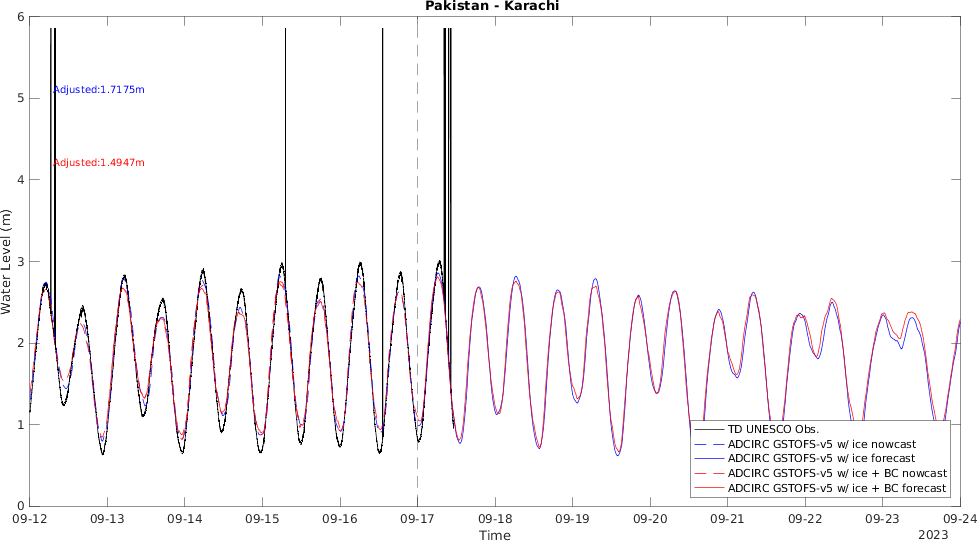 Pakistan - Karachi
6
5
4
3
2
1
0
Water Level (m)
Adjusted:1.7175m
Adjusted:1.4947m
TD UNESCO Obs.
ADCIRC GSTOFS-v5 w/ ice nowcast
ADCIRC GSTOFS-v5 w/ ice forecast
ADCIRC GSTOFS-v5 w/ ice + BC nowcast
ADCIRC GSTOFS-v5 w/ ice + BC forecast
09-12 09-13 09-14 09-15 09-16 09-17 09-18 09-19 09-20 09-21 09-22 09-23 09-24
Time
2023